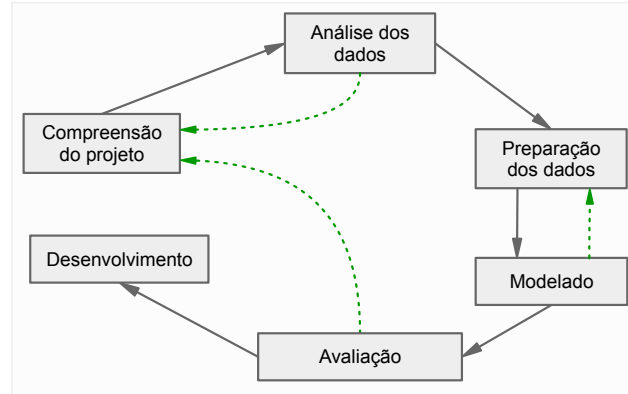 Análise dos
dados
Compreensão
do projeto
Preparação
dos dados
Desenvolvimento
Modelado
Avaliação